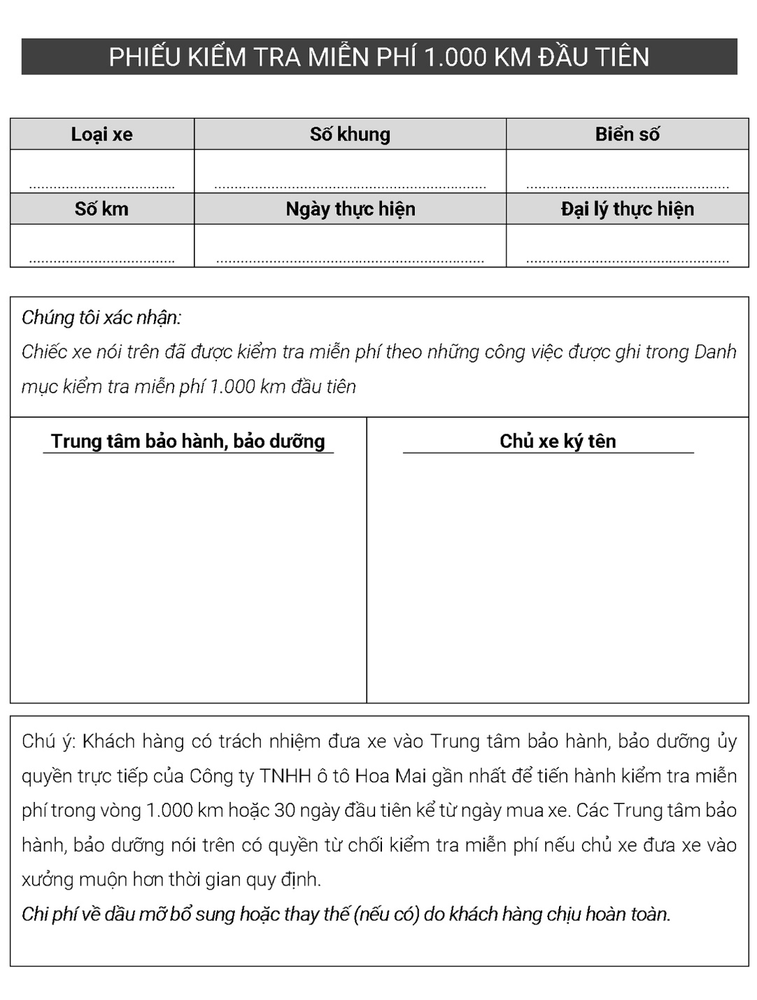 PHIẾU KIỂM TRA MIỄN PHÍ 1.000 KM ĐẦU TIÊN
Loại xe Số khung Biển số
.................................... .................................................................. ..................................................
Số km Ngày thực hiện Đại lý thực hiện
.................................... ................................................................. ..................................................
Chúng tôi xác nhận:
Chiếc xe nói trên đã được kiểm tra miễn phí theo những công việc được ghi trong Danh
mục kiểm tra miễn phí 1.000 km đầu tiên
Trung tâm bảo hành, bảo dưỡng Chủ xe ký tên
Chú ý: Khách hàng có trách nhiệm đưa xe vào Trung tâm bảo hành, bảo dưỡng ủy
quyền trực tiếp của Công ty TNHH ô tô Hoa Mai gần nhất để tiến hành kiểm tra miễn
phí trong vòng 1.000 km hoặc 30 ngày đầu tiên kể từ ngày mua xe. Các Trung tâm bảo
hành, bảo dưỡng nói trên có quyền từ chối kiểm tra miễn phí nếu chủ xe đưa xe vào
xưởng muộn hơn thời gian quy định.
Chi phí về dầu mỡ bổ sung hoặc thay thế (nếu có) do khách hàng chịu hoàn toàn.